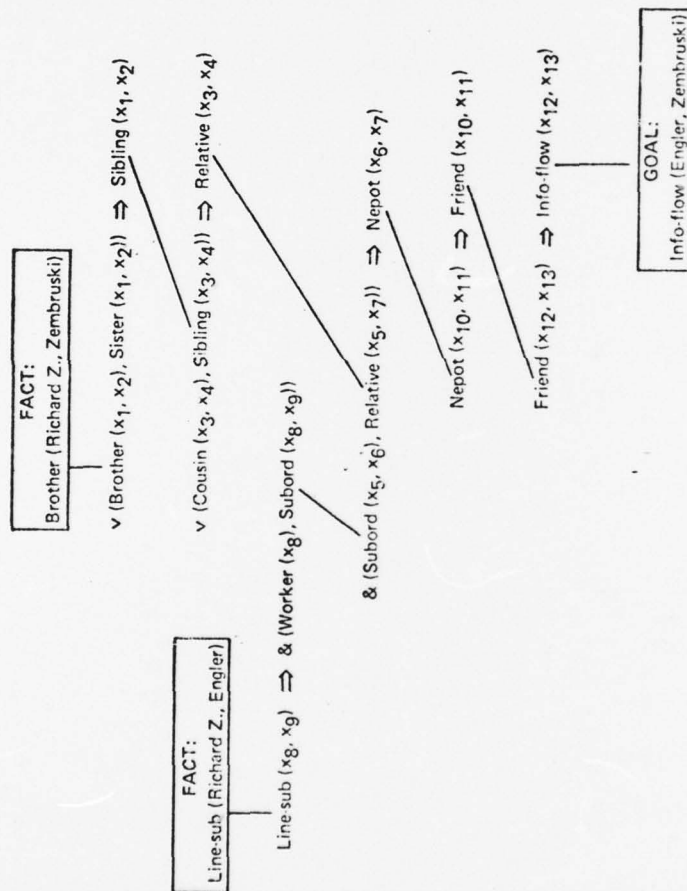 FACT:
Brother (Richard Z., Zembruski)
∨ (Brother (x₁, x₂), Sister (x₁, x₂)) ⇒ Sibling (x₁, x₂)
∨ (Cousin (x₃, x₄), Sibling (x₃, x₄)) ⇒ Relative (x₃, x₄)
FACT:
Line-sub (Richard Z., Engler)
Line-sub (x₈, x₉) ⇒ & (Worker (x₈), Subord (x₈, x₉))
& (Subord (x₅, x₆), Relative (x₅, x₇)) ⇒ Nepot (x₆, x₇)
Nepot (x₁₀, x₁₁) ⇒ Friend (x₁₀, x₁₁)
Friend (x₁₂, x₁₃) ⇒ Info-flow (x₁₂, x₁₃)
GOAL:
Info-flow (Engler, Zembruski)